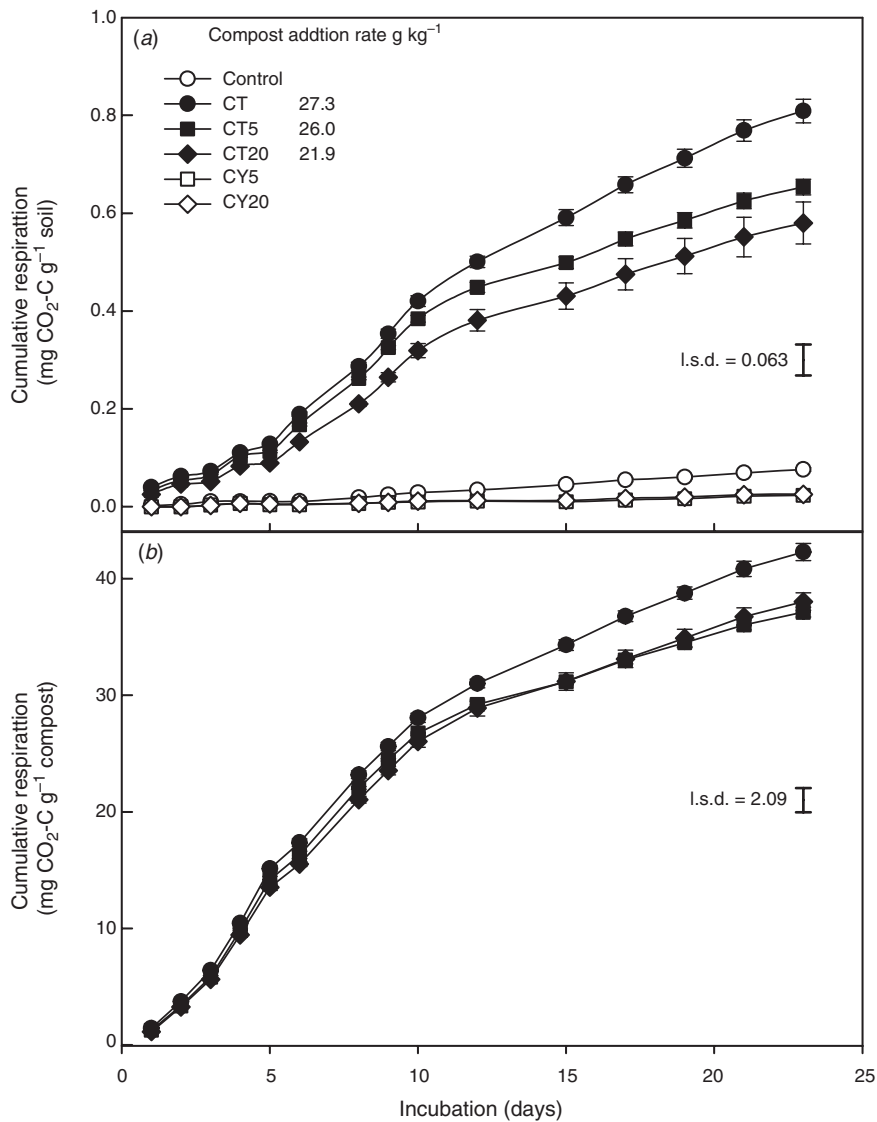 (a) Compost addtion rate g kg⁻¹
Control
CT 27.3
CT5 26.0
CT20 21.9
CY5
CY20
1.0
0.8
0.6
0.4
0.2
0.0
Cumulative respirattion
(mg CO₂-C g⁻¹ soil)
l.s.d. = 0.063
(b)
40
30
20
10
0
Cumulative respirattion
(mg CO₂-C g⁻¹ compost)
l.s.d. = 2.09
0 5 10 15 20 25
Incubation (days)